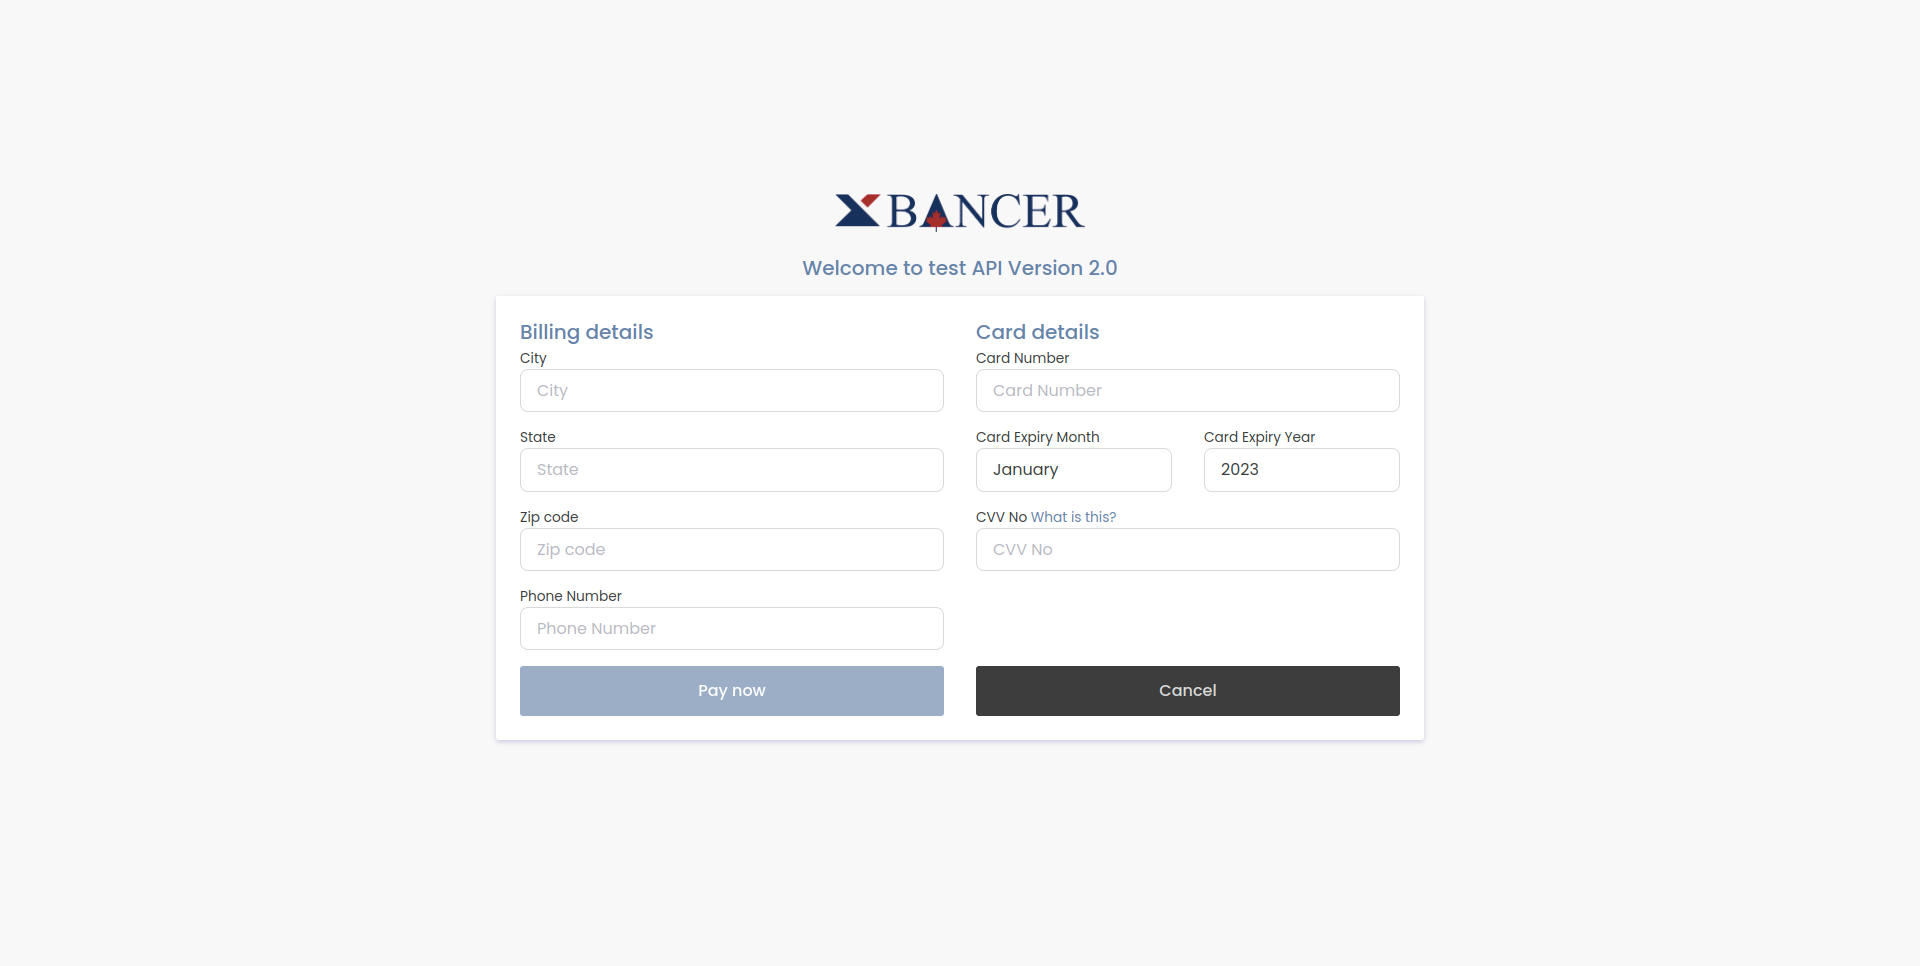 BANCER
Welcome to test API Version 2.0
Billing details
City
City
State
State
Zip code
Zip code
Phone Number
Phone Number
Pay now
Card details
Card Number
Card Number
Card Expiry Month
January
Card Expiry Year
2023
CVV No What is this?
CVV No
Cancel